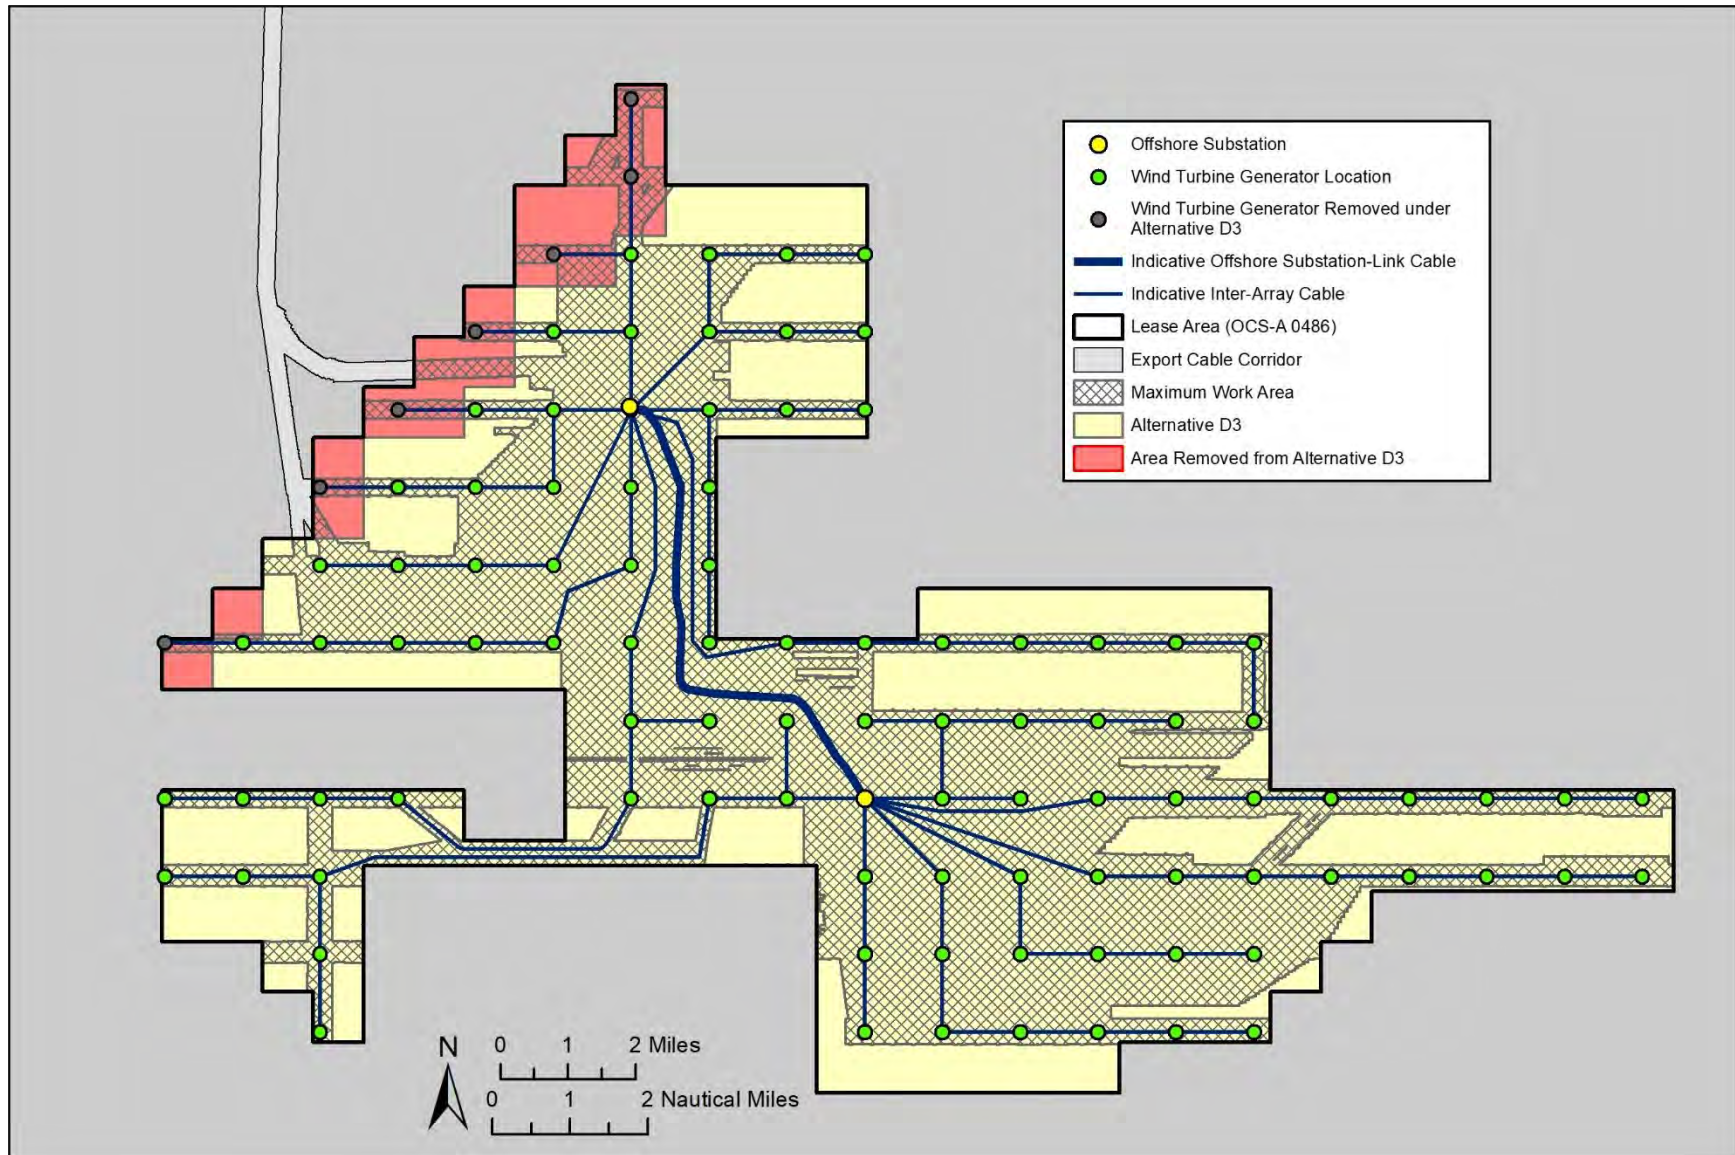 Offshore Substation
Wind Turbine Generator Location
Wind Turbine Generator Removed under
Alternative D3
Indicative Offshore Substation-Link Cable
Indicative Inter-Array Cable
Lease Area (OCS-A 0486)
Export Cable Corridor
Maximum Work Area
Alternative D3
Area Removed from Alternative D3
N
0 1 2 Miles
0 1 2 Nautical Miles